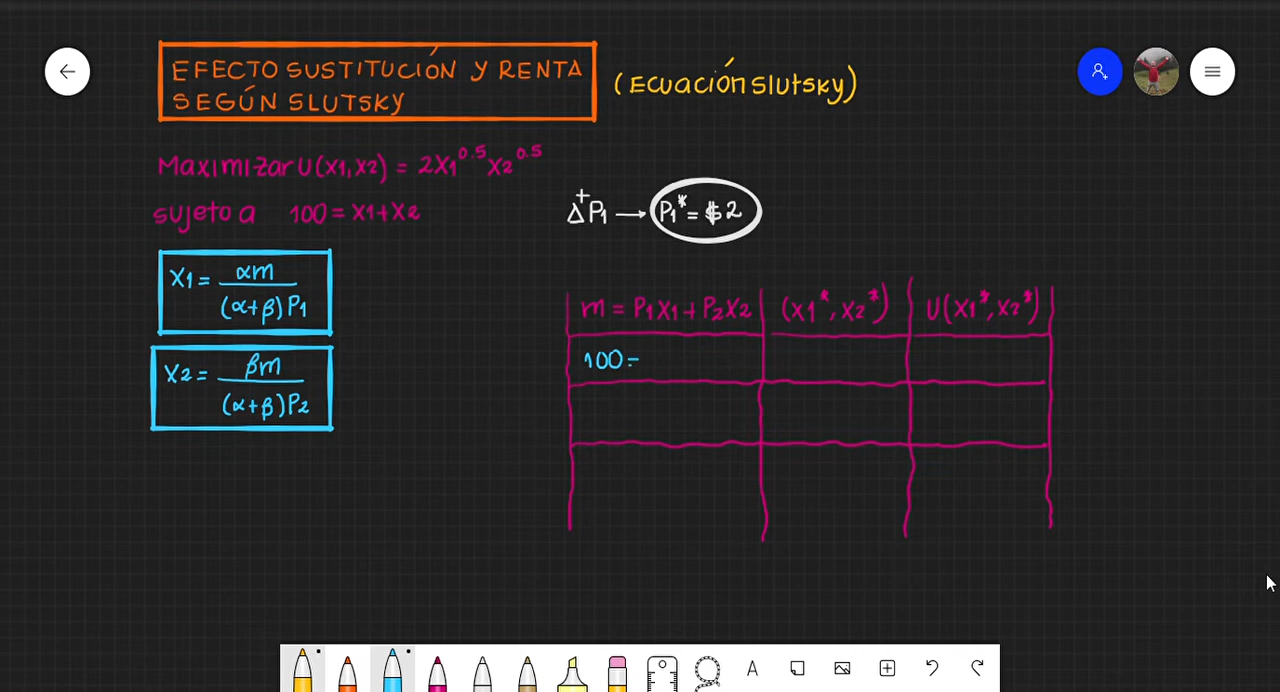 EFECTO SUSTITUCIÓN Y RENTA
SEGÚN SLUTSKY
(ECUACIÓN SLUTSKY)
Maximizar U(X1,X2) = 2X1^0.5 X2^0.5
sujeto a 100 = X1+X2
Δ+P1 → P1* = $2
X1 = αm / (α+β)P1
X2 = βm / (α+β)P2
m = P1X1 + P2X2 (X1*, X2*) U(X1*, X2*)
100=
A